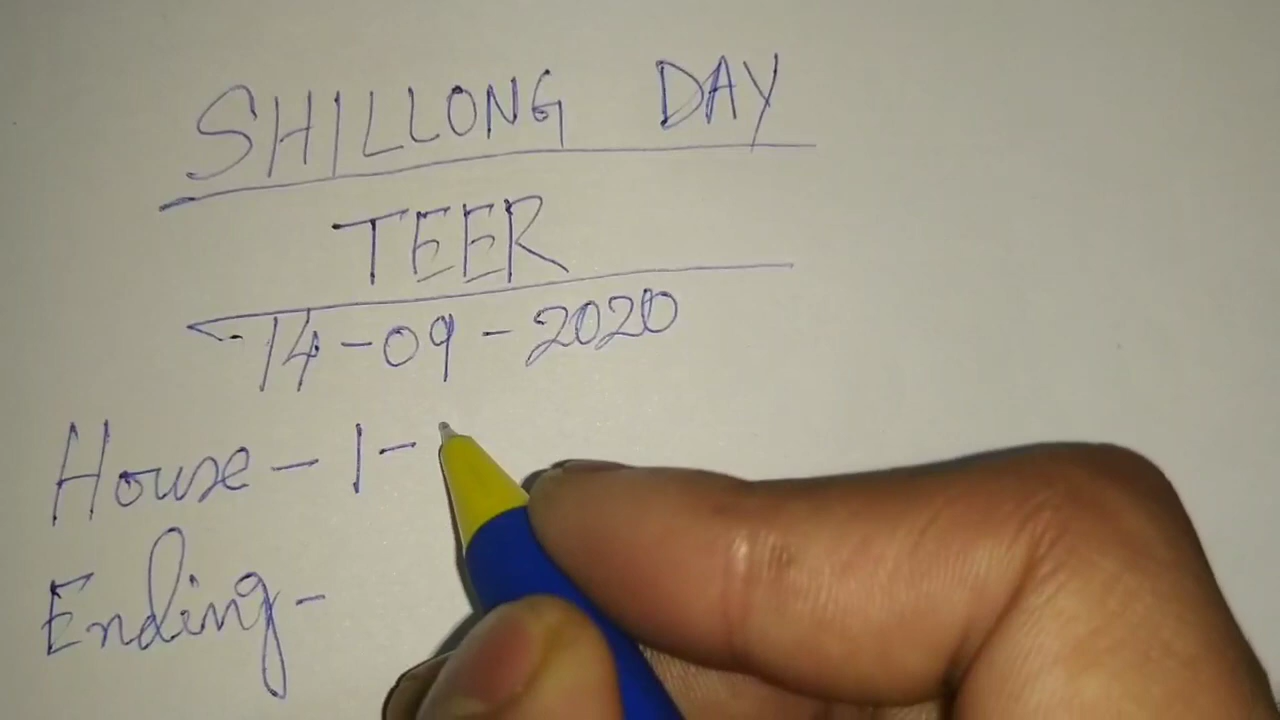 SHILLONG DAY
TEER
14-09-2020
House - 1 -
Ending -